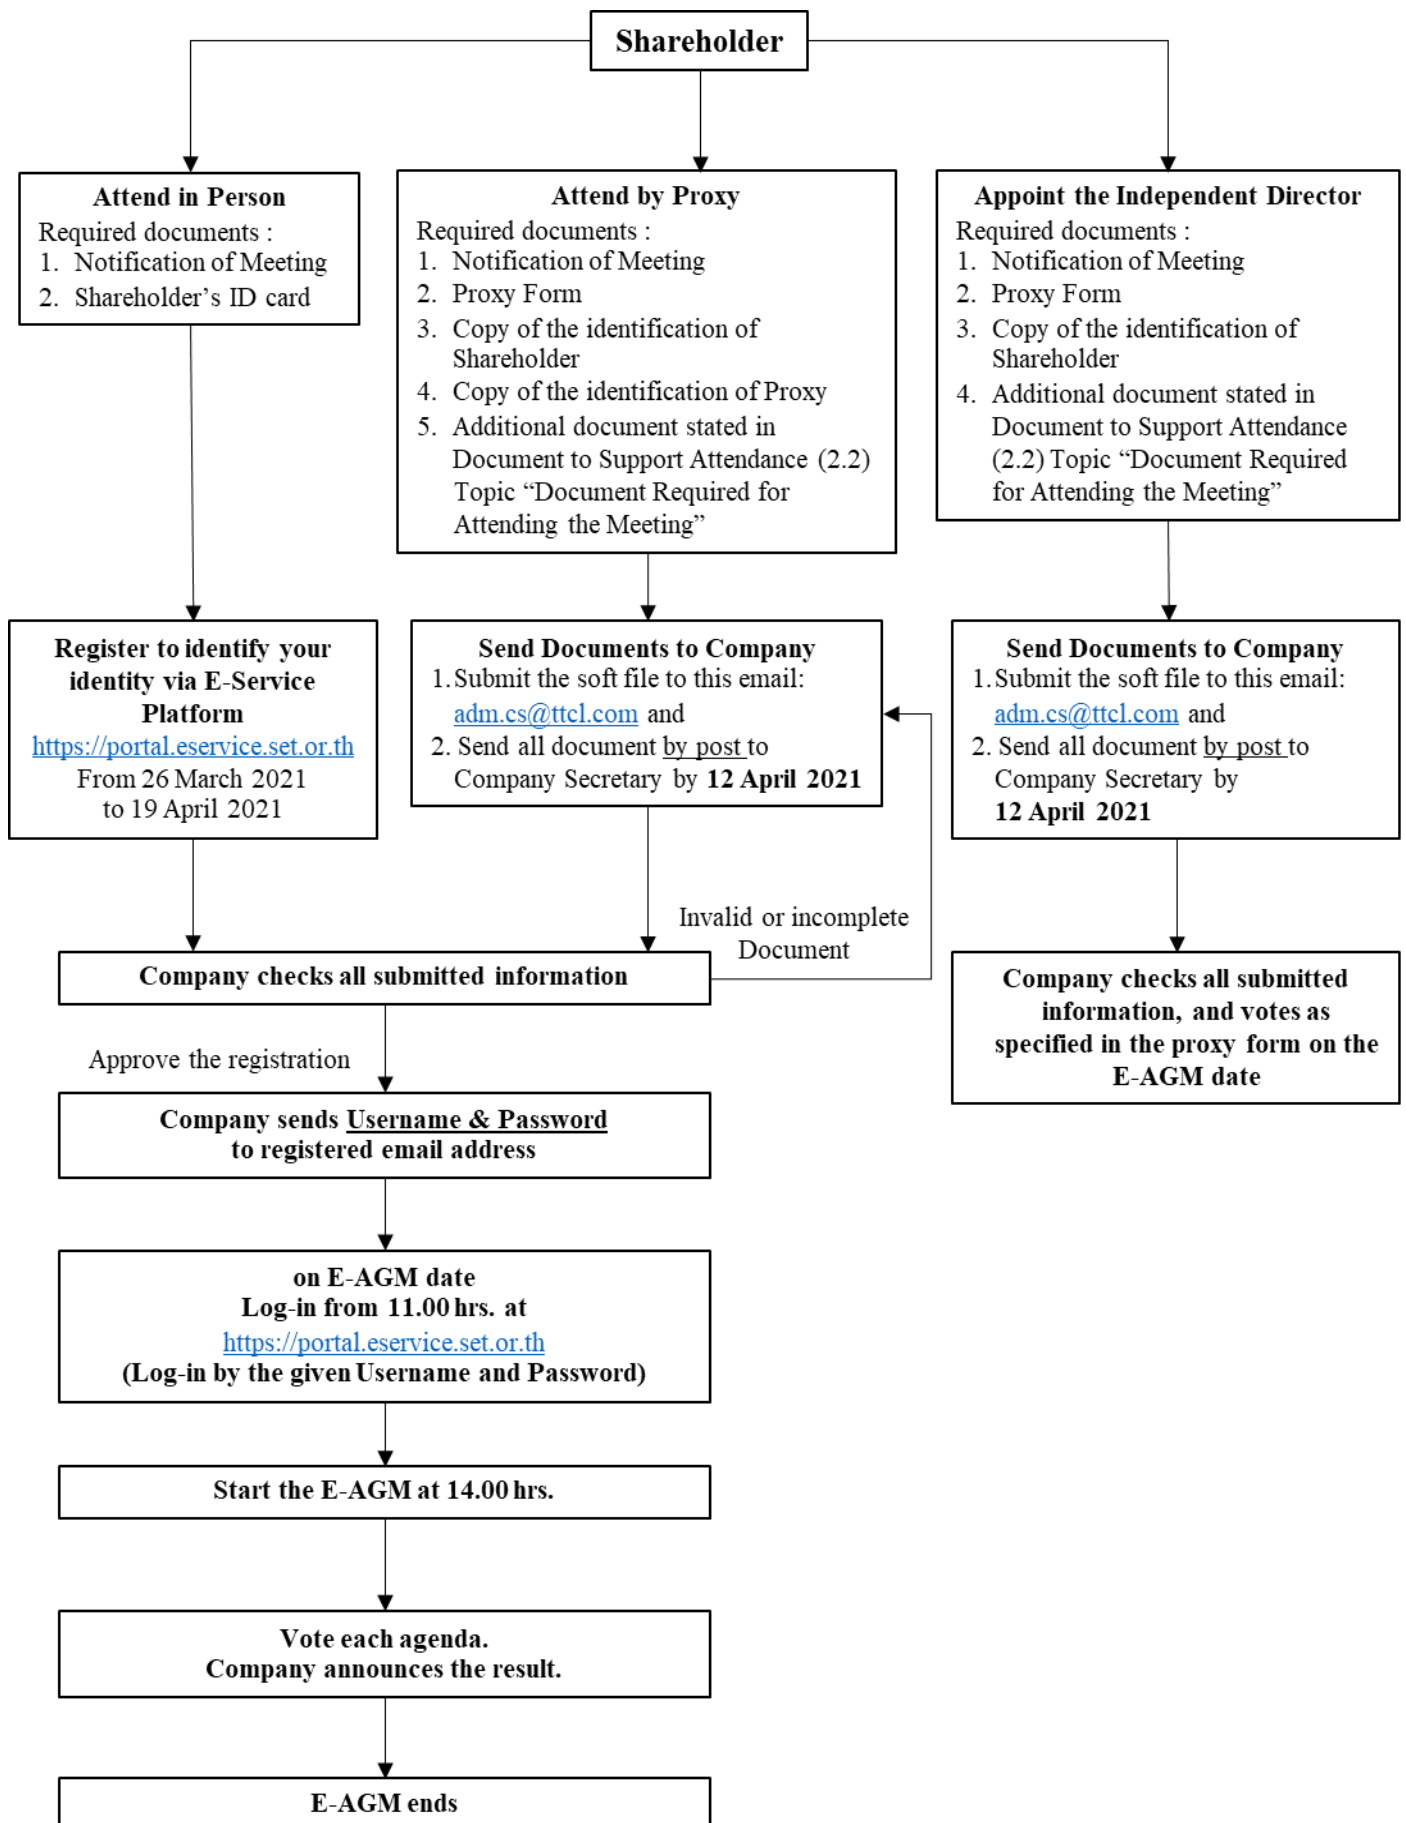 Shareholder
Attend in Person
Required documents :
1. Notification of Meeting
2. Shareholder’s ID card
Attend by Proxy
Required documents :
1. Notification of Meeting
2. Proxy Form
3. Copy of the identification of
Shareholder
4. Copy of the identification of Proxy
5. Additional document stated in
Document to Support Attendance (2.2)
Topic “Document Required for
Attending the Meeting”
Appoint the Independent Director
Required documents :
1. Notification of Meeting
2. Proxy Form
3. Copy of the identification of
Shareholder
4. Additional document stated in
Document to Support Attendance
(2.2) Topic “Document Required
for Attending the Meeting”
Register to identify your
identity via E-Service
Platform
https://portal.eservice.set.or.th
From 26 March 2021
to 19 April 2021
Send Documents to Company
1. Submit the soft file to this email:
adm.cs@ttcl.com and
2. Send all document by post to
Company Secretary by 12 April 2021
Send Documents to Company
1. Submit the soft file to this email:
adm.cs@ttcl.com and
2. Send all document by post to
Company Secretary by
12 April 2021
Invalid or incomplete
Document
Company checks all submitted information
Company checks all submitted
information, and votes as
specified in the proxy form on the
E-AGM date
Approve the registration
Company sends Username & Password
to registered email address
on E-AGM date
Log-in from 11.00 hrs. at
https://portal.eservice.set.or.th
(Log-in by the given Username and Password)
Start the E-AGM at 14.00 hrs.
Vote each agenda.
Company announces the result.
E-AGM ends